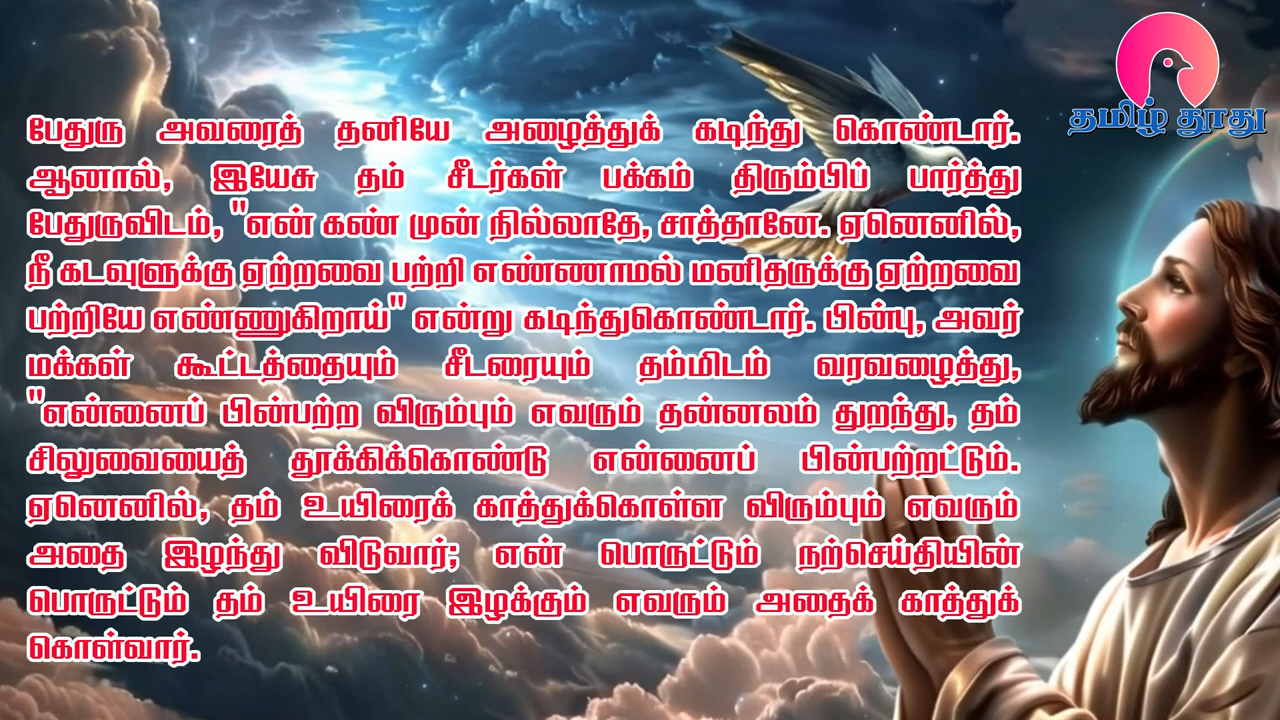 தமிழ் தூது
பேதுரு அவரைத் தனியே அழைத்துக் கடிந்து கொண்டார்.
ஆனால், இயேசு தம் சீடர்கள் பக்கம் திரும்பிப் பார்த்து
பேதுருவிடம், "என் கண் முன் நில்லாதே, சாத்தானே. ஏனெனில்,
நீ கடவுளுக்கு ஏற்றவை பற்றி எண்ணாமல் மனிதருக்கு ஏற்றவை
பற்றியே எண்ணுகிறாய்" என்று கடிந்துகொண்டார். பின்பு, அவர்
மக்கள் கூட்டத்தையும் சீடரையும் தம்மிடம் வரவழைத்து,
"என்னைப் பின்பற்ற விரும்பும் எவரும் தன்னலம் துறந்து, தம்
சிலுவையைத் தூக்கிக்கொண்டு என்னைப் பின்பற்றட்டும்.
ஏனெனில், தம் உயிரைக் காத்துக்கொள்ள விரும்பும் எவரும்
அதை இழந்து விடுவார்; என் பொருட்டும் நற்செய்தியின்
பொருட்டும் தம் உயிரை இழக்கும் எவரும் அதைக் காத்துக்
கொள்வார்.